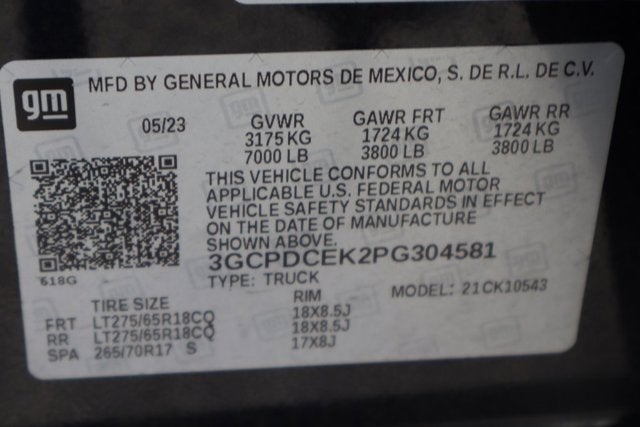 gm
MFD BY GENERAL MOTORS DE MEXICO, S. DE R.L. DE C.V.
05/23 GVWR GAWR FRT GAWR RR
3175 KG 1724 KG 1724 KG
7000 LB 3800 LB 3800 LB
THIS VEHICLE CONFORMS TO ALL
APPLICABLE U.S. FEDERAL MOTOR
VEHICLE SAFETY STANDARDS IN EFFECT
ON THE DATE OF MANUFACTURE
SHOWN ABOVE.
3GCPDCEK2PG304581
618G
TYPE: TRUCK MODEL: 21CK10543
TIRE SIZE RIM
FRT LT275/65R18CQ 18X8.5J
RR LT275/65R18CQ 18X8.5J
SPA 265/70R17 S 17X8J